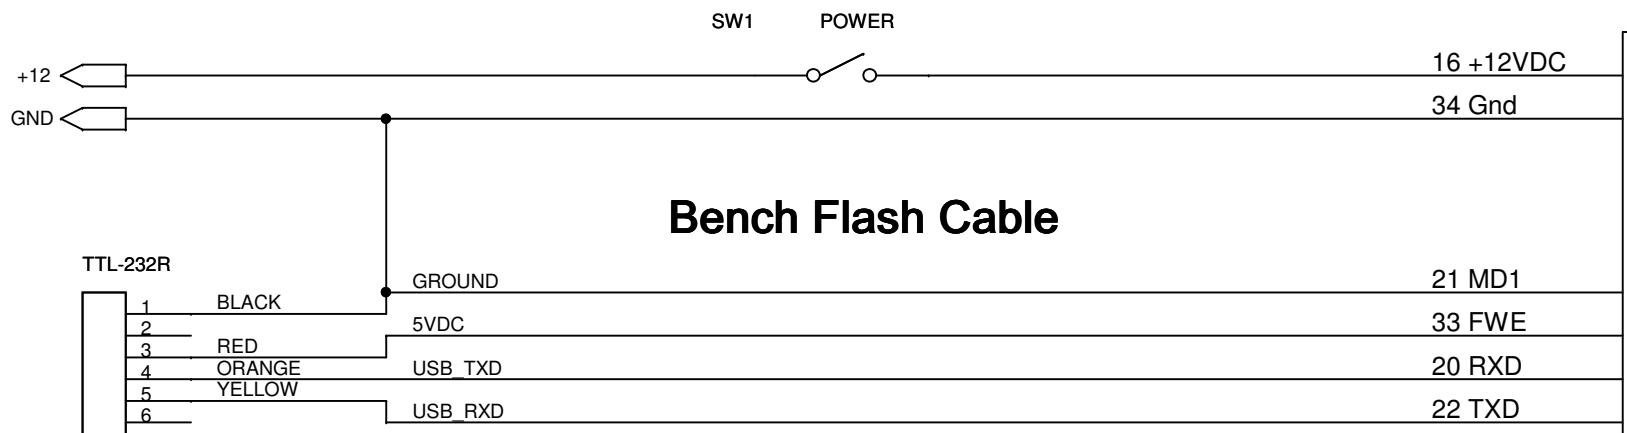 SW1 POWER
+12 16 +12VDC
GND 34 Gnd
Bench Flash Cable
TTL-232R
GROUND 21 MD1
1 BLACK
2 5VDC 33 FWE
3 RED
4 ORANGE USB_TXD 20 RXD
5 YELLOW
6 USB_RXD 22 TXD